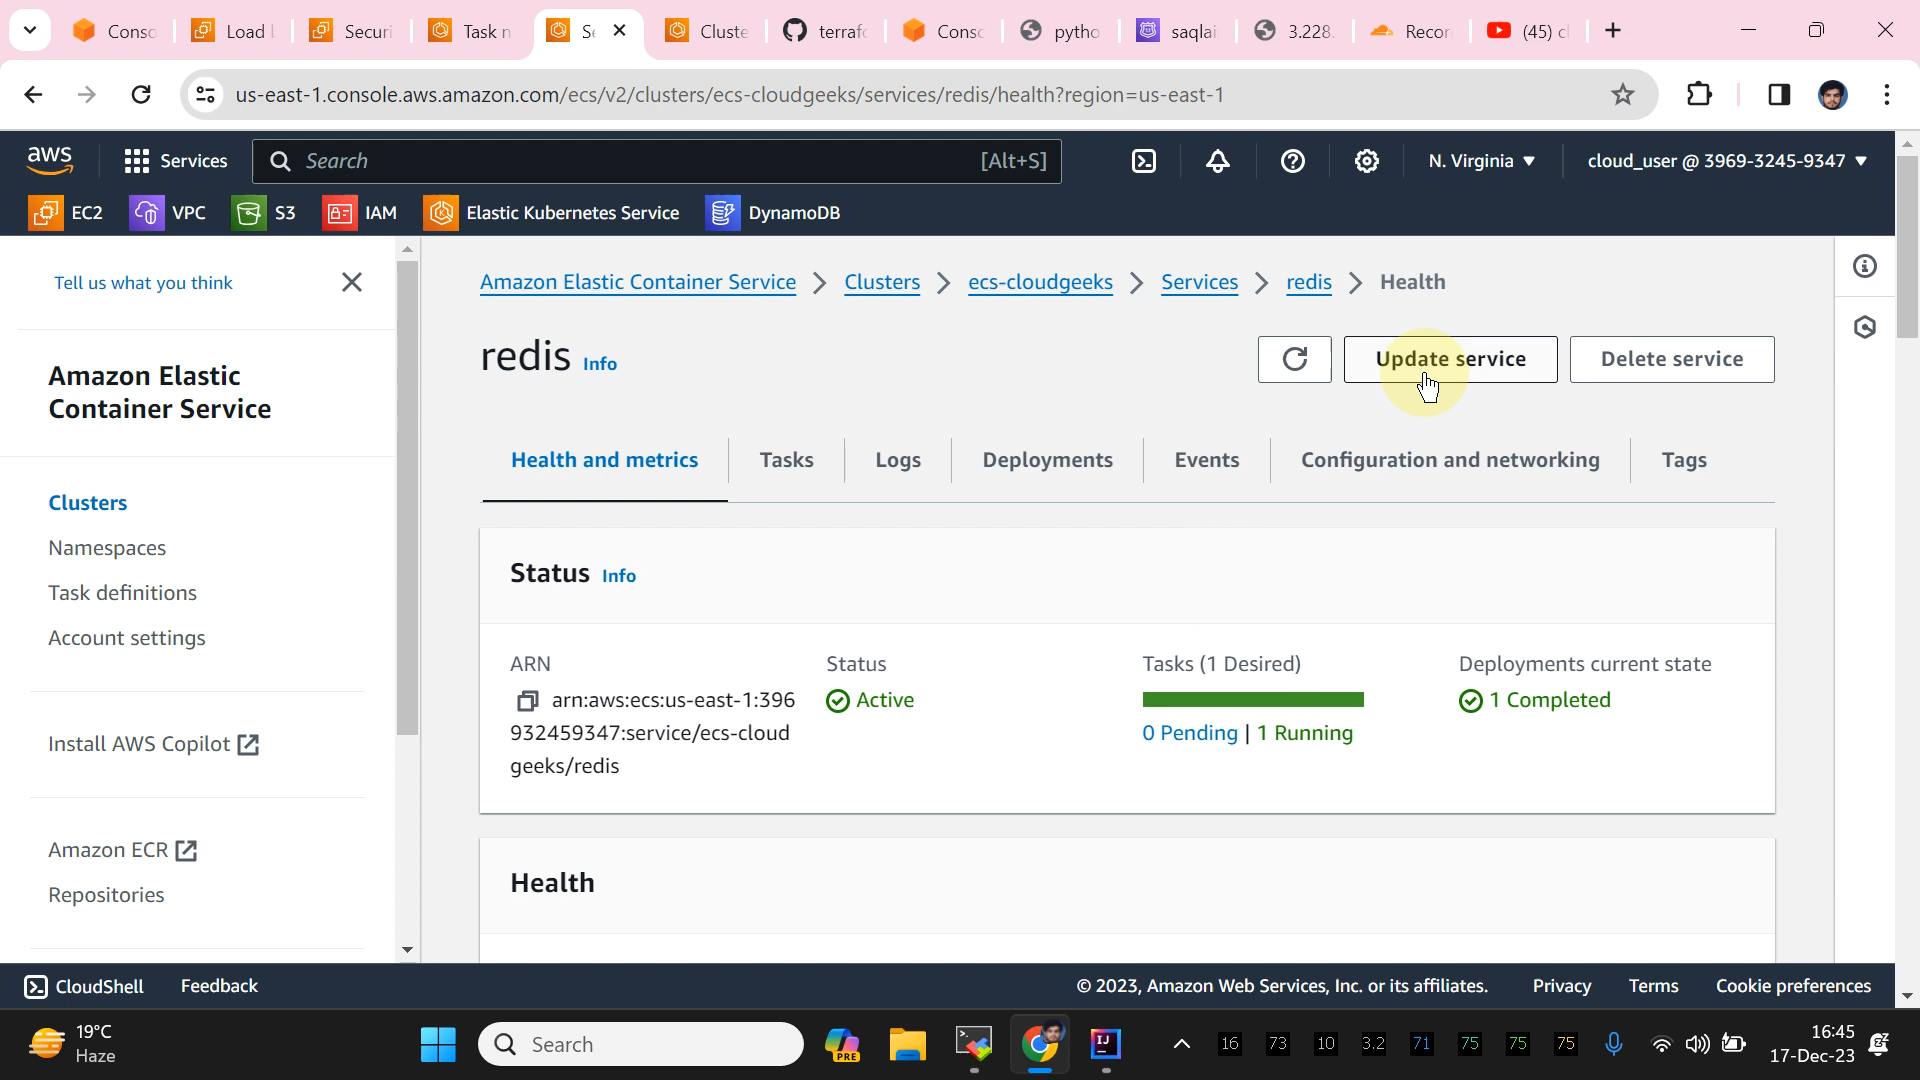 Consc
Load
Securi
Task n
Se
Cluste
terrafo
Consc
pytho
saqlai
3.228.
Recor
(45) cl
us-east-1.console.aws.amazon.com/ecs/v2/clusters/ecs-cloudgeeks/services/redis/health?region=us-east-1
aws
Services
Search
[Alt+S]
N. Virginia
cloud_user @ 3969-3245-9347
EC2
VPC
S3
IAM
Elastic Kubernetes Service
DynamoDB
Tell us what you think
Amazon Elastic
Container Service
Clusters
Namespaces
Task definitions
Account settings
Install AWS Copilot
Amazon ECR
Repositories
Amazon Elastic Container Service > Clusters > ecs-cloudgeeks > Services > redis > Health
redis Info
Update service
Delete service
Health and metrics
Tasks
Logs
Deployments
Events
Configuration and networking
Tags
Status Info
ARN
arn:aws:ecs:us-east-1:396
932459347:service/ecs-cloud
geeks/redis
Status
Active
Tasks (1 Desired)
0 Pending | 1 Running
Deployments current state
1 Completed
Health
CloudShell
Feedback
© 2023, Amazon Web Services, Inc. or its affiliates.
Privacy
Terms
Cookie preferences
19°C
Haze
Search
PRE
IJ
16
73
10
3.2
71
75
75
75
16:45
17-Dec-23